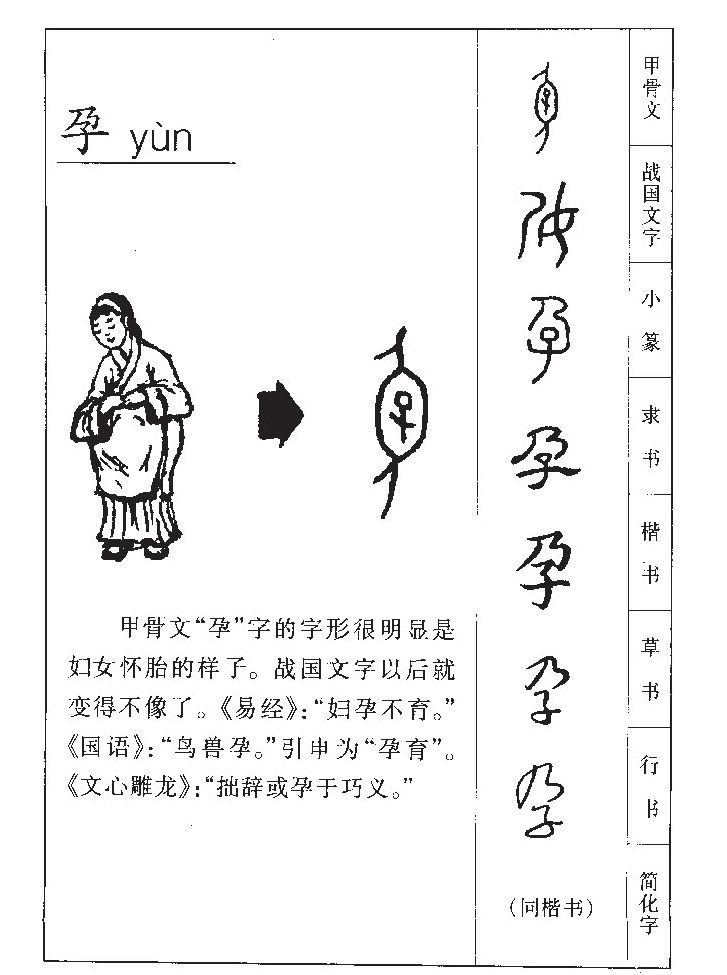 孕 yùn
甲骨文“孕”字的字形很明显是
妇女怀胎的样子。战国文字以后就
变得不像了。《易经》：“妇孕不育。”
《国语》：“鸟兽孕。”引申为“孕育”。
《文心雕龙》：“拙辞或孕于巧义。”
甲骨文
战国文字
小篆
孕
隶书
孕
楷书
孕
草书
孕
行书
孕
简化字
（同楷书）